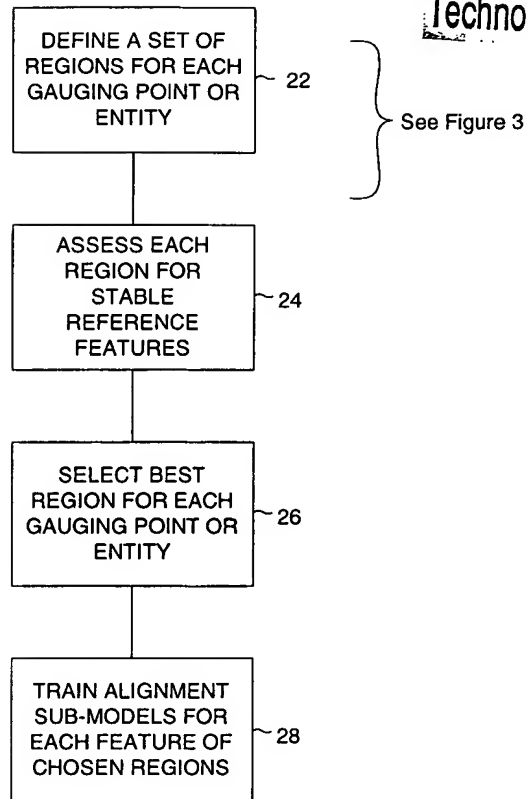 Techno
DEFINE A SET OF
REGIONS FOR EACH
GAUGING POINT OR
ENTITY
22
See Figure 3
ASSESS EACH
REGION FOR
STABLE
REFERENCE
FEATURES
24
SELECT BEST
REGION FOR EACH
GAUGING POINT OR
ENTITY
26
TRAIN ALIGNMENT
SUB-MODELS FOR
EACH FEATURE OF
CHOSEN REGIONS
28